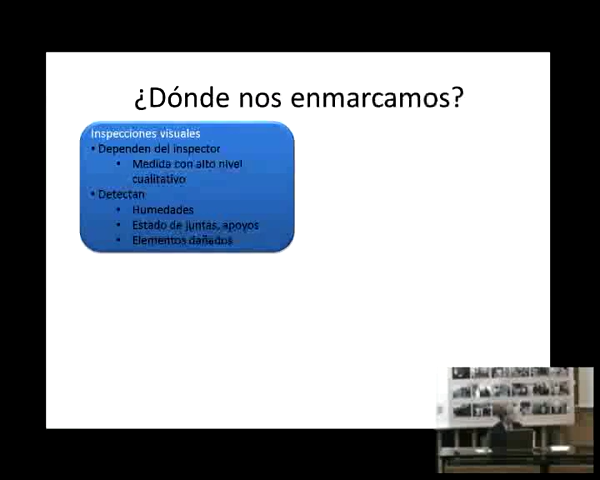 ¿Dónde nos enmarcamos?
Inspecciones visuales
• Dependen del inspector
• Medida con alto nivel
cualitativo
• Detectan
• Humedades
• Estado de juntas, apoyos
• Elementos dañados